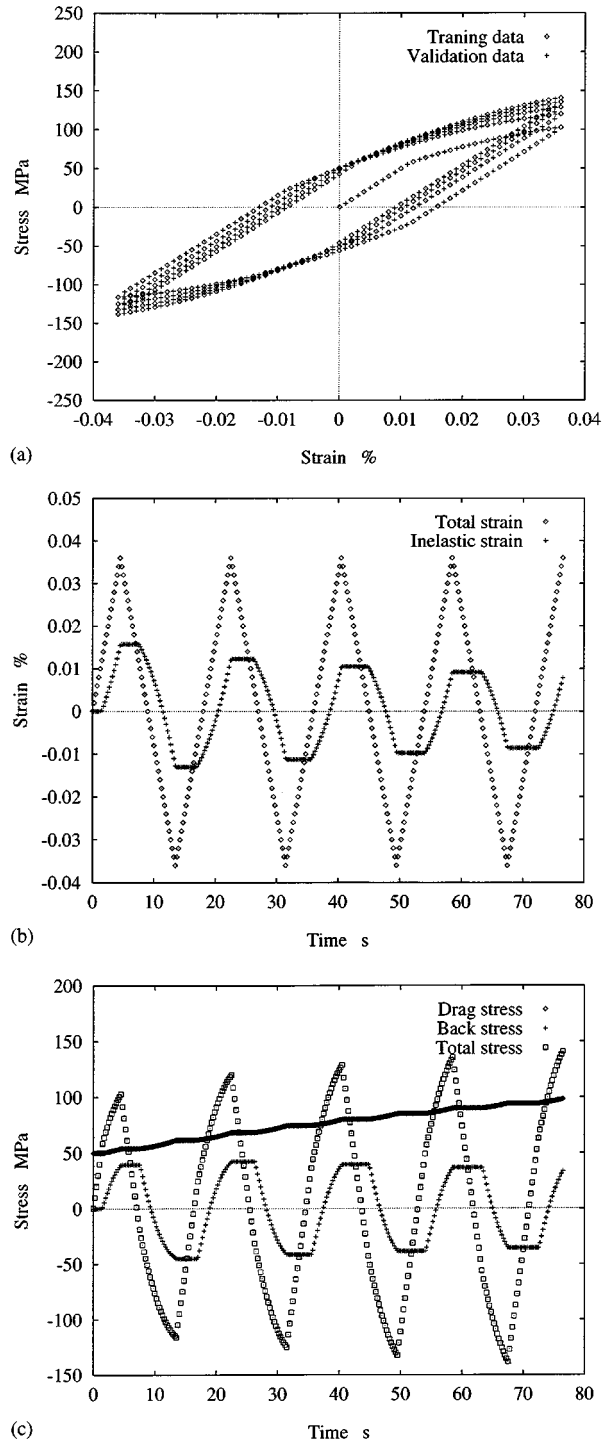 250
200
150
100
50
0
-50
-100
-150
-200
-250
Stress MPa
Traning data
Validation data
-0.04 -0.03 -0.02 -0.01 0 0.01 0.02 0.03 0.04
(a)
Strain %
0.05
0.04
0.03
0.02
0.01
0
-0.01
-0.02
-0.03
-0.04
Strain %
Total strain
Inelastic strain
0 10 20 30 40 50 60 70 80
(b)
Time s
200
150
100
50
0
-50
-100
-150
Stress MPa
Drag stress
Back stress
Total stress
0 10 20 30 40 50 60 70 80
(c)
Time s